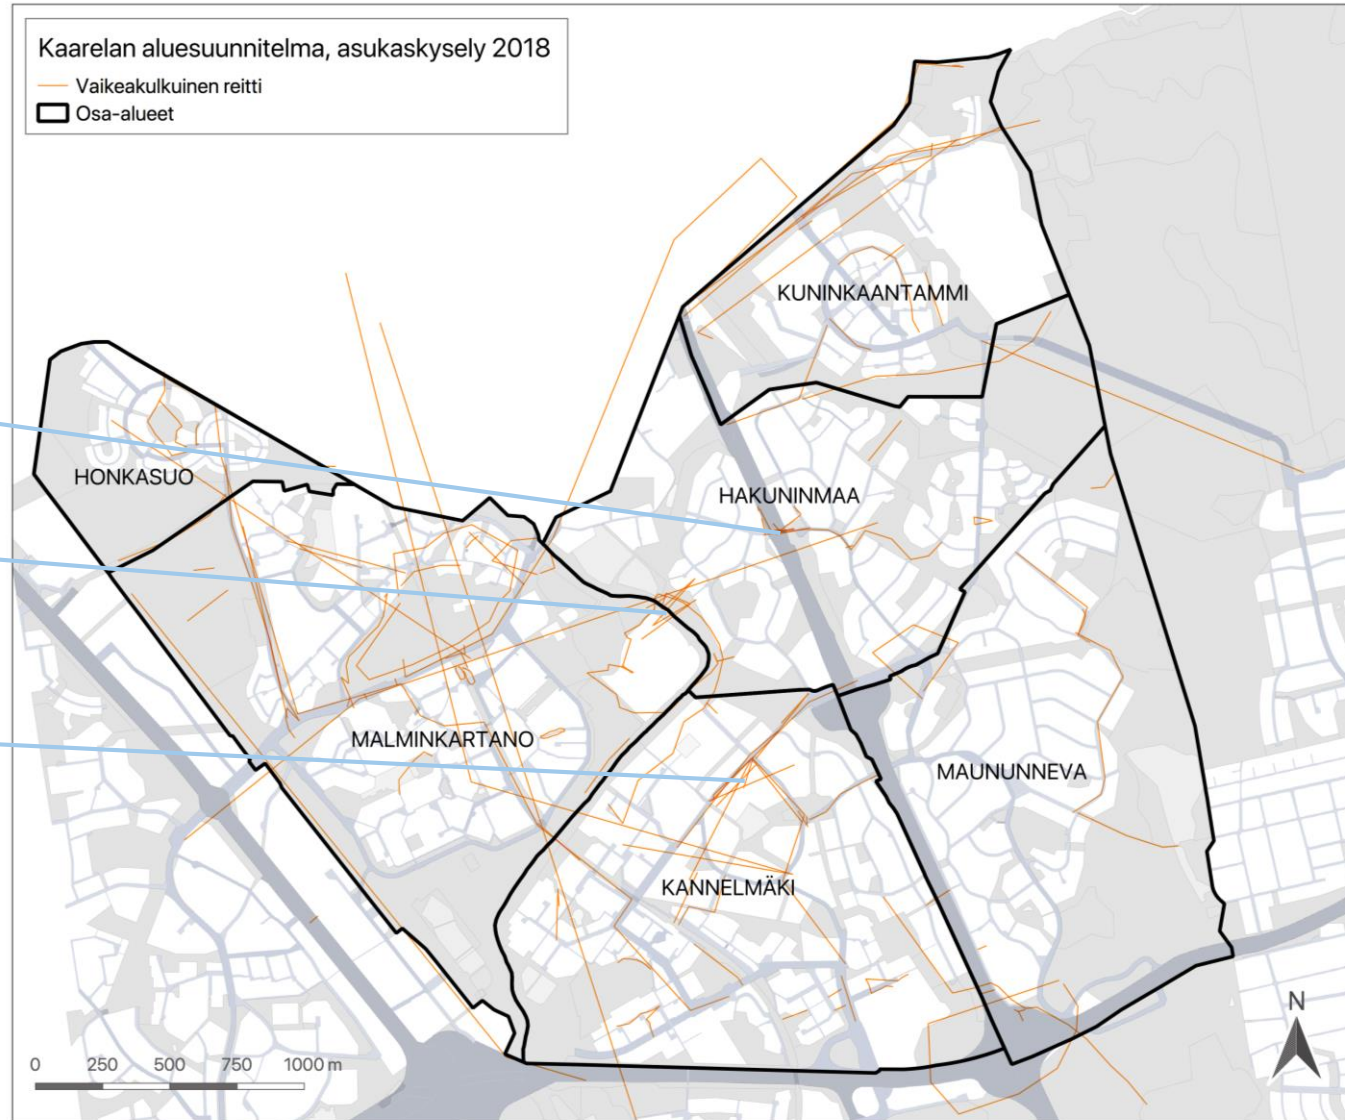 Kaarelan aluesuunnitelma, asukaskysely 2018
Vaikeakulkuinen reitti
Osa-alueet
KUNINKAANTAMMI
HONKASUO
HAKUNINMAA
MALMINKARTANO
MAUNUNNEVA
KANNELMÄKI
N
0 250 500 750 1000 m